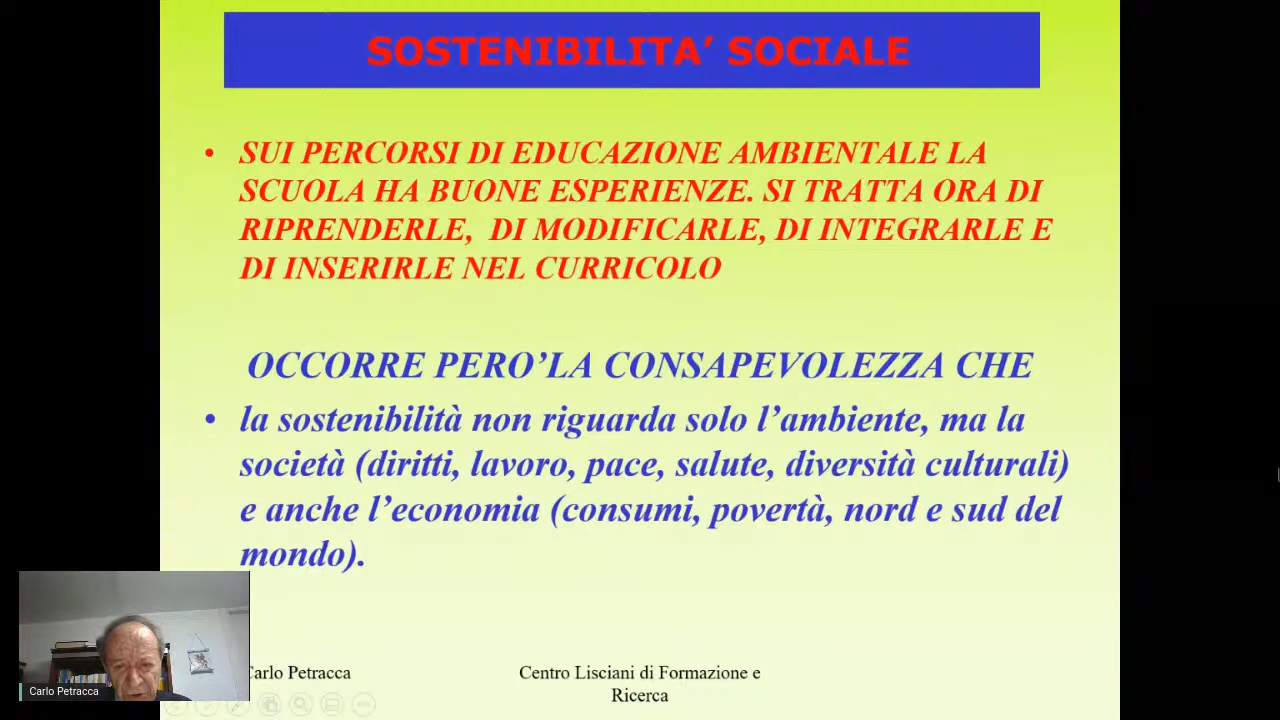 SOSTENIBILITA’ SOCIALE
• SUI PERCORSI DI EDUCAZIONE AMBIENTALE LA
SCUOLA HA BUONE ESPERIENZE. SI TRATTA ORA DI
RIPRENDERLE, DI MODIFICARLE, DI INTEGRARLE E
DI INSERIRLE NEL CURRICOLO
OCCORRE PERO’LA CONSAPEVOLEZZA CHE
• la sostenibilità non riguarda solo l’ambiente, ma la
società (diritti, lavoro, pace, salute, diversità culturali)
e anche l’economia (consumi, povertà, nord e sud del
mondo).
Carlo Petracca
Centro Lisciani di Formazione e
Ricerca
Carlo Petracca